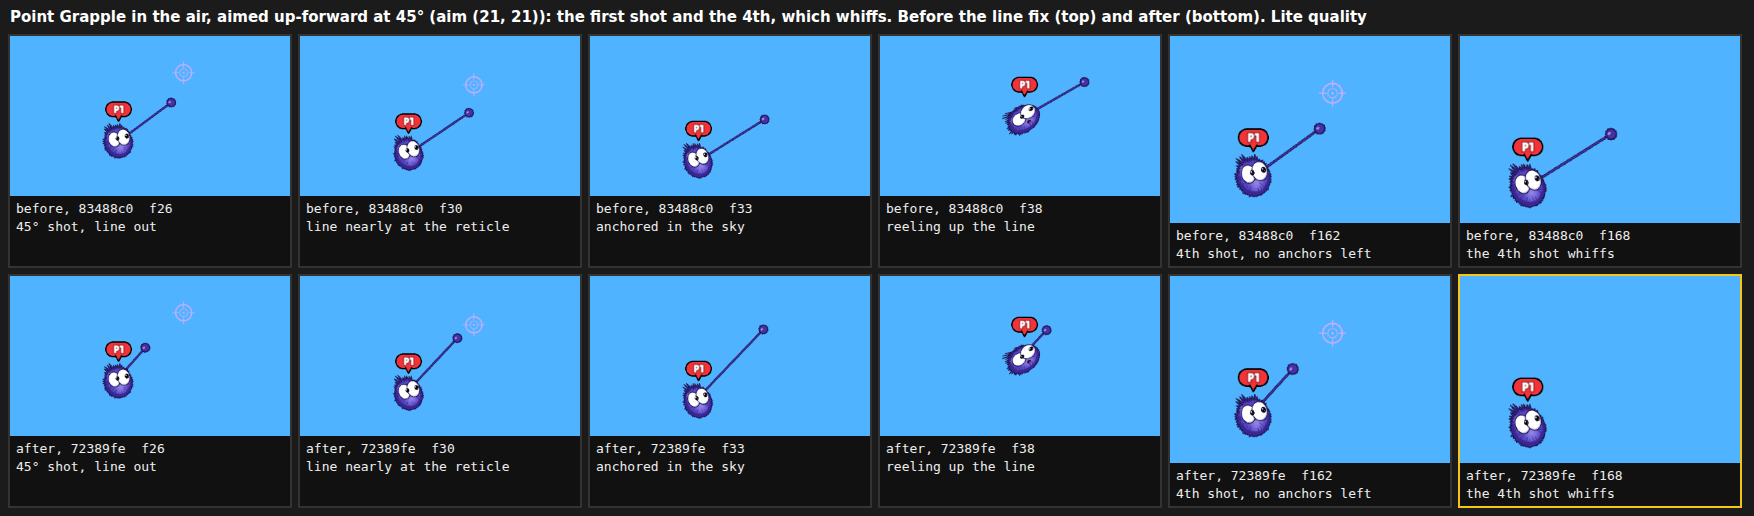 Point Grapple in the air, aimed up-forward at 45° (aim (21, 21)): the first shot and the 4th, which whiffs. Before the line fix (top) and after (bottom). Lite quality
P1
P1
P1
P1
P1
P1
before, 83488c0  f26
45° shot, line out
before, 83488c0  f30
line nearly at the reticle
before, 83488c0  f33
anchored in the sky
before, 83488c0  f38
reeling up the line
before, 83488c0  f162
4th shot, no anchors left
before, 83488c0  f168
the 4th shot whiffs
P1
P1
P1
P1
P1
P1
after, 72389fe  f26
45° shot, line out
after, 72389fe  f30
line nearly at the reticle
after, 72389fe  f33
anchored in the sky
after, 72389fe  f38
reeling up the line
after, 72389fe  f162
4th shot, no anchors left
after, 72389fe  f168
the 4th shot whiffs